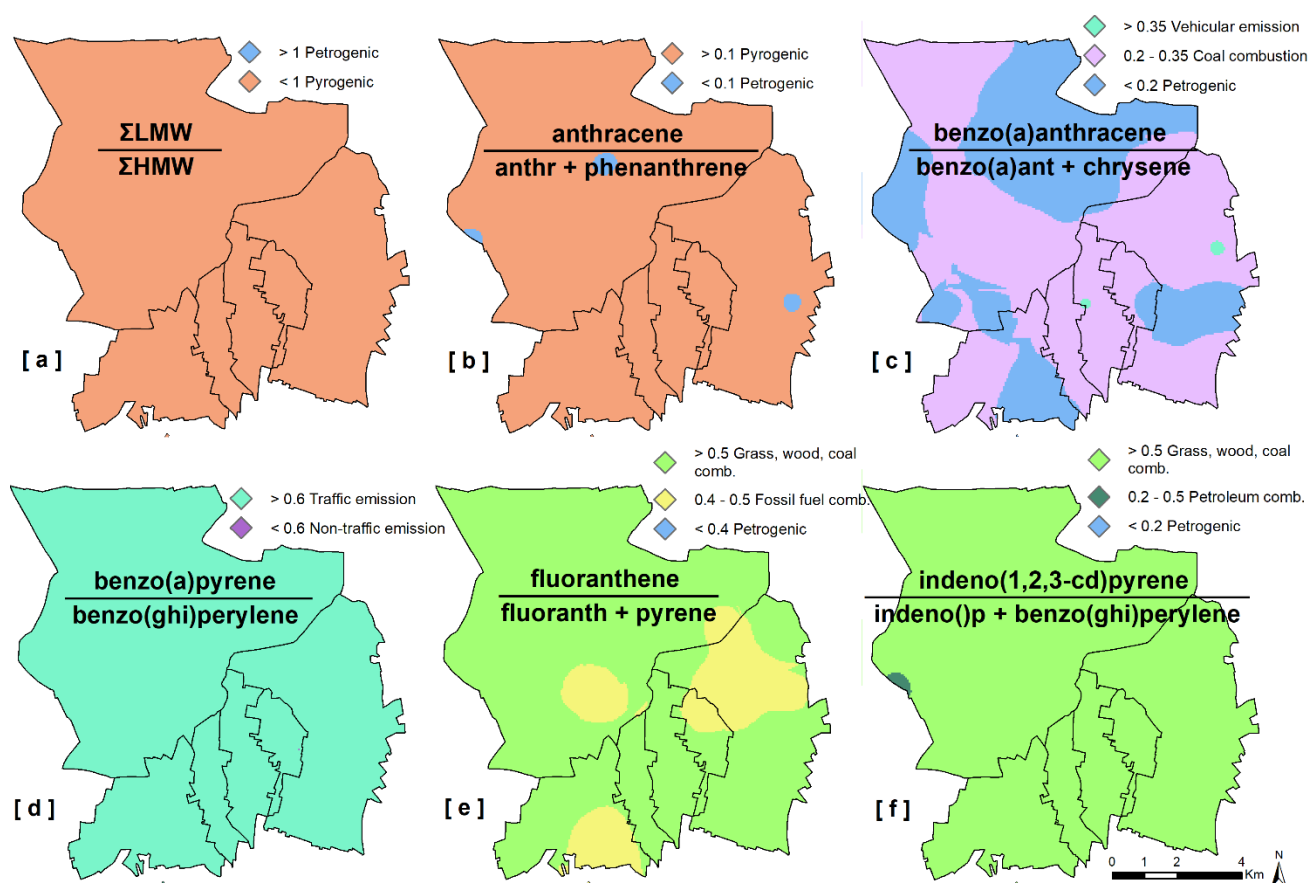 > 1 Petrogenic
< 1 Pyrogenic
ΣLMW
ΣHMW
[ a ]
> 0.1 Pyrogenic
< 0.1 Petrogenic
anthracene
anthr + phenanthrene
[ b ]
> 0.35 Vehicular emission
0.2 - 0.35 Coal combustion
< 0.2 Petrogenic
benzo(a)anthracene
benzo(a)ant + chrysene
[ c ]
> 0.6 Traffic emission
< 0.6 Non-traffic emission
benzo(a)pyrene
benzo(ghi)perylene
[ d ]
> 0.5 Grass, wood, coal
comb.
0.4 - 0.5 Fossil fuel comb.
< 0.4 Petrogenic
fluoranthene
fluoranth + pyrene
[ e ]
> 0.5 Grass, wood, coal
comb.
0.2 - 0.5 Petroleum comb.
< 0.2 Petrogenic
indeno(1,2,3-cd)pyrene
indeno()p + benzo(ghi)perylene
[ f ]
0 1 2 4
Km
N